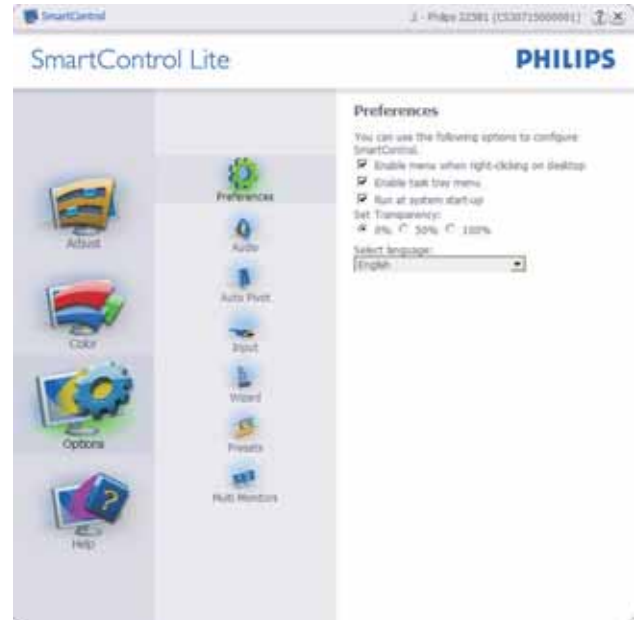 SmartControl
SmartControl Lite
PHILIPS
Adjust
Color
Options
Help
Preferences
Audio
Auto Pivot
Input
Wizard
Presets
Multi Monitors
Preferences
You can use the following options to configure
SmartControl.
Enable menu when right-clicking on desktop
Enable task tray menu
Run at system start-up
Set Transparency:
0% 50% 100%
Select language:
English